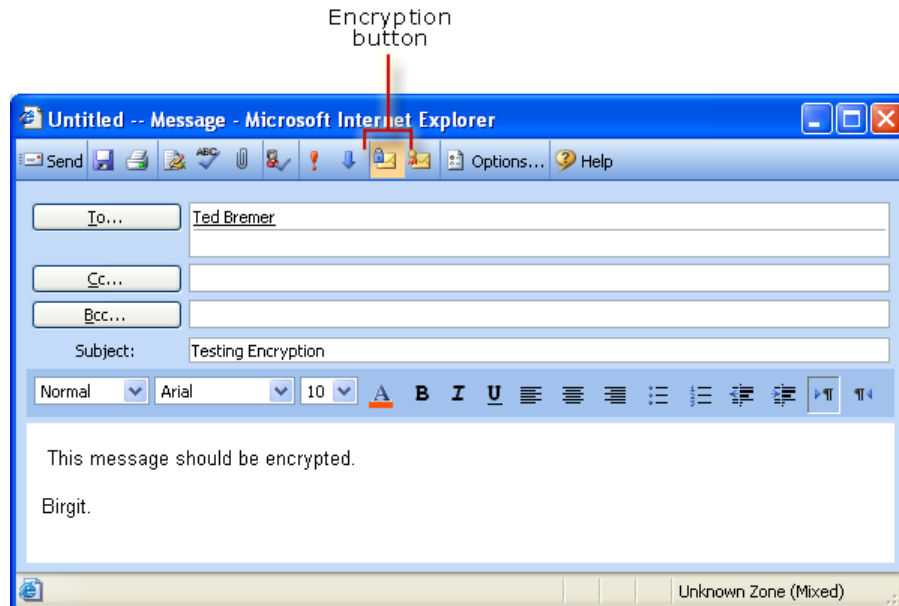 Encryption
button
Untitled -- Message - Microsoft Internet Explorer
Send ABC Options... Help
To... Ted Bremer
Cc...
Bcc...
Subject: Testing Encryption
Normal Arial 10 A B I U
This message should be encrypted.
Birgit.
Unknown Zone (Mixed)